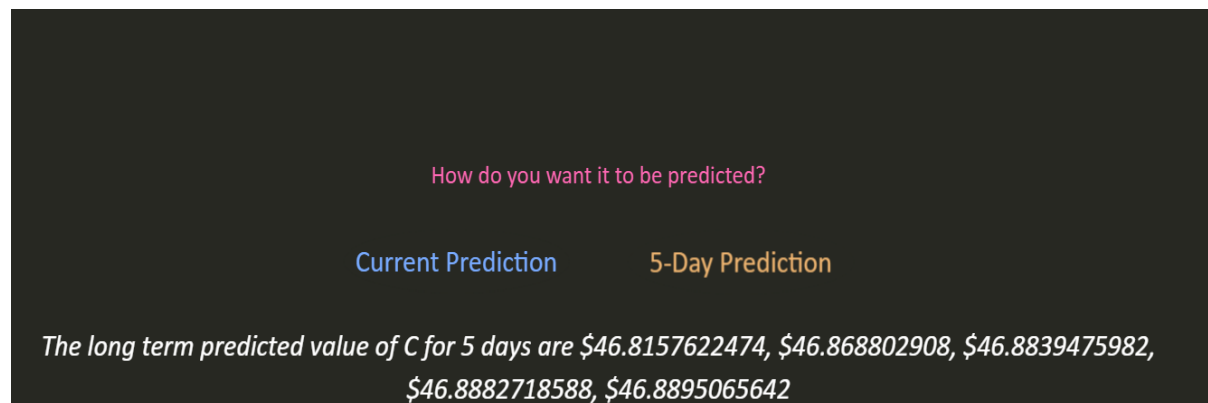 How do you want it to be predicted?
Current Prediction 5-Day Prediction
The long term predicted value of C for 5 days are $46.8157622474, $46.868802908, $46.8839475982,
$46.8882718588, $46.8895065642